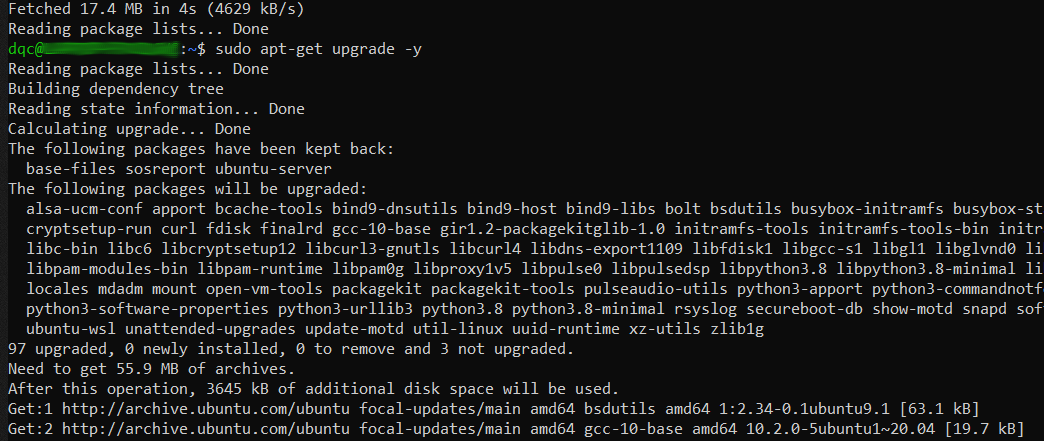 Fetched 17.4 MB in 4s (4629 kB/s)
Reading package lists... Done
dqc@:~$ sudo apt-get upgrade -y
Reading package lists... Done
Building dependency tree
Reading state information... Done
Calculating upgrade... Done
The following packages have been kept back:
base-files sosreport ubuntu-server
The following packages will be upgraded:
alsa-ucm-conf apport bcache-tools bind9-dnsutils bind9-host bind9-libs bolt bsdutils busybox-initramfs busybox-st
cryptsetup-run curl fdisk finalrd gcc-10-base gir1.2-packagekitglib-1.0 initramfs-tools initramfs-tools-bin initr
libc-bin libc6 libcryptsetup12 libcurl3-gnutls libcurl4 libdns-export1109 libfdisk1 libgcc-s1 libgl1 libglvnd0 li
libpam-modules-bin libpam-runtime libpam0g libproxy1v5 libpulse0 libpulsedsp libpython3.8 libpython3.8-minimal li
locales mdadm mount open-vm-tools packagekit packagekit-tools pulseaudio-utils python3-apport python3-commandnotf
python3-software-properties python3-urllib3 python3.8 python3.8-minimal rsyslog secureboot-db show-motd snapd sof
ubuntu-wsl unattended-upgrades update-motd util-linux uuid-runtime xz-utils zlib1g
97 upgraded, 0 newly installed, 0 to remove and 3 not upgraded.
Need to get 55.9 MB of archives.
After this operation, 3645 kB of additional disk space will be used.
Get:1 http://archive.ubuntu.com/ubuntu focal-updates/main amd64 bsdutils amd64 1:2.34-0.1ubuntu9.1 [63.1 kB]
Get:2 http://archive.ubuntu.com/ubuntu focal-updates/main amd64 gcc-10-base amd64 10.2.0-5ubuntu1~20.04 [19.7 kB]